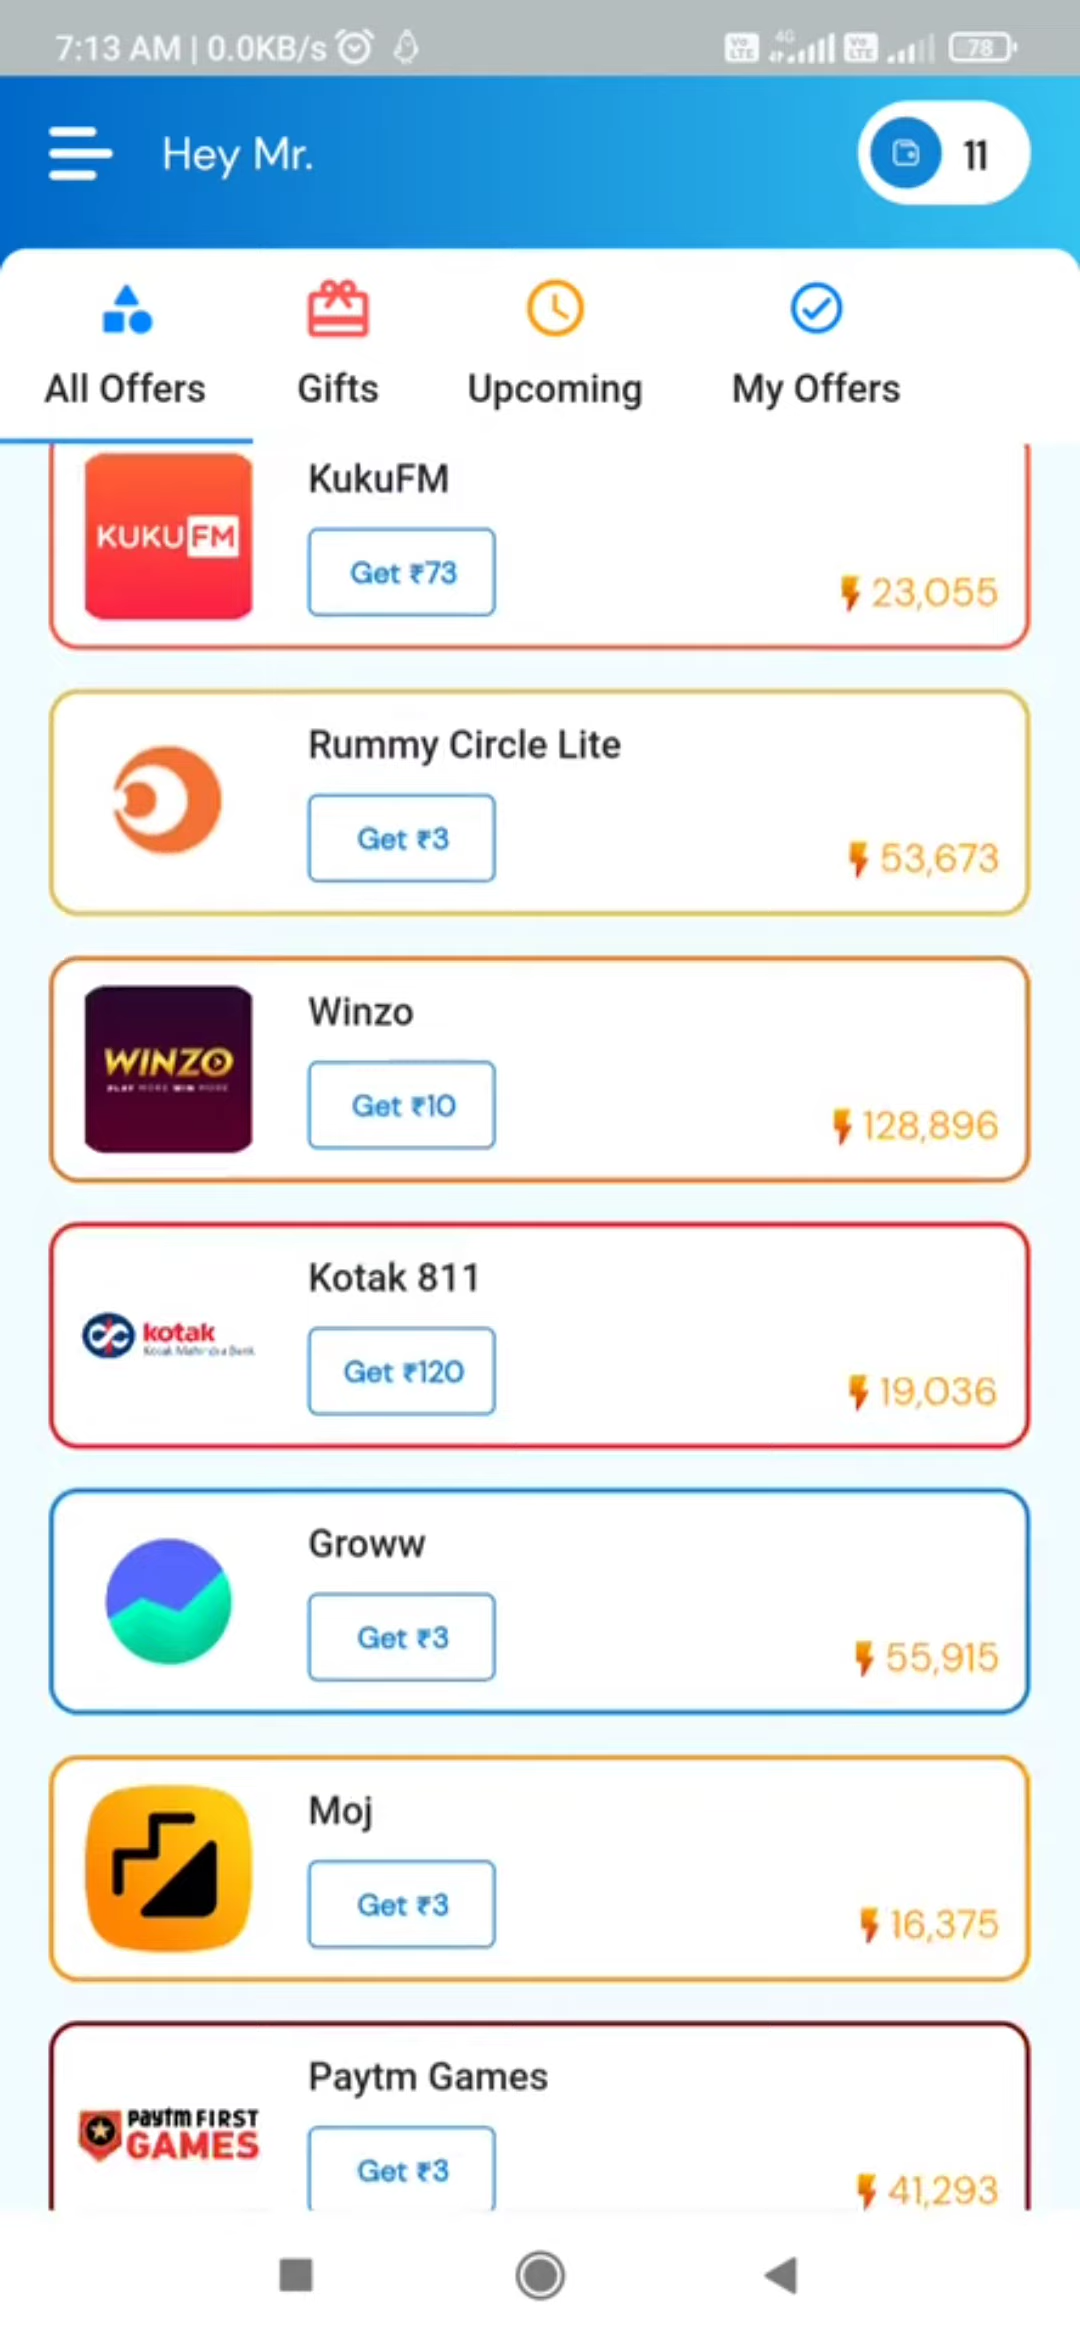 7:13 AM | 0.0KB/s
4G
78
Hey Mr.
11
All Offers
Gifts
Upcoming
My Offers
KUKU FM
KukuFM
Get ₹73
23,055
Rummy Circle Lite
Get ₹3
53,673
WINZO
PLAY MORE WIN MORE
Winzo
Get ₹10
128,896
kotak
Kotak Mahindra Bank
Kotak 811
Get ₹120
19,036
Groww
Get ₹3
55,915
Moj
Get ₹3
16,375
Paytm FIRST
GAMES
Paytm Games
Get ₹3
41,293